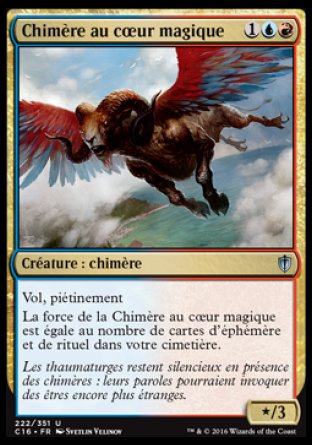 Chimère au cœur magique 1
Créature : chimère
Vol, piétinement
La force de la Chimère au cœur magique
est égale au nombre de cartes d'éphémère
et de rituel dans votre cimetière.
Les thaumaturges restent silencieux en présence
des chimères : leurs paroles pourraient invoquer
des êtres encore plus étranges.
*/3
222/351 U
C16 • FR Svetlin Velinov
™ & © 2016 Wizards of the Coast